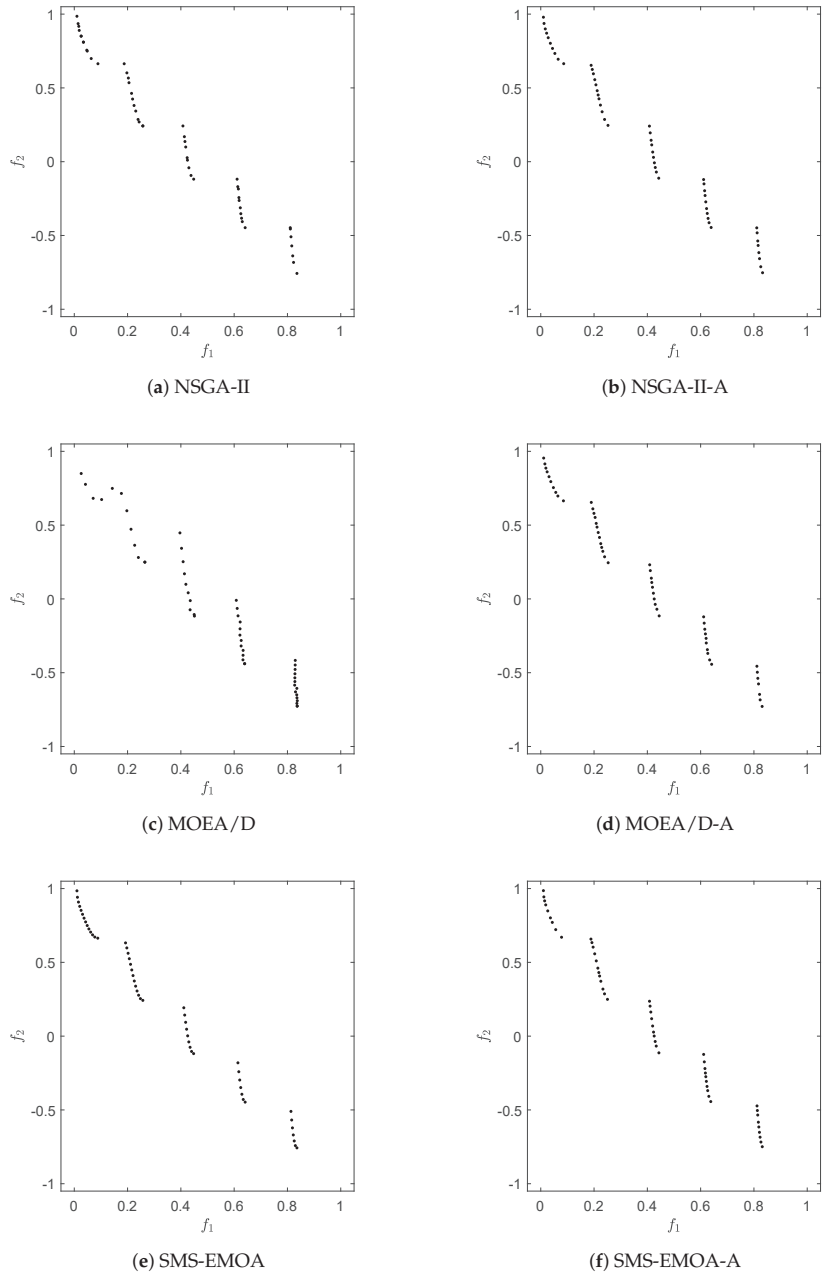 1
0.5
0
-0.5
-1
f2
0 0.2 0.4 0.6 0.8 1
f1
(a) NSGA-II
1
0.5
0
-0.5
-1
f2
0 0.2 0.4 0.6 0.8 1
f1
(b) NSGA-II-A
1
0.5
0
-0.5
-1
f2
0 0.2 0.4 0.6 0.8 1
f1
(c) MOEA/D
1
0.5
0
-0.5
-1
f2
0 0.2 0.4 0.6 0.8 1
f1
(d) MOEA/D-A
1
0.5
0
-0.5
-1
f2
0 0.2 0.4 0.6 0.8 1
f1
(e) SMS-EMOA
1
0.5
0
-0.5
-1
f2
0 0.2 0.4 0.6 0.8 1
f1
(f) SMS-EMOA-A